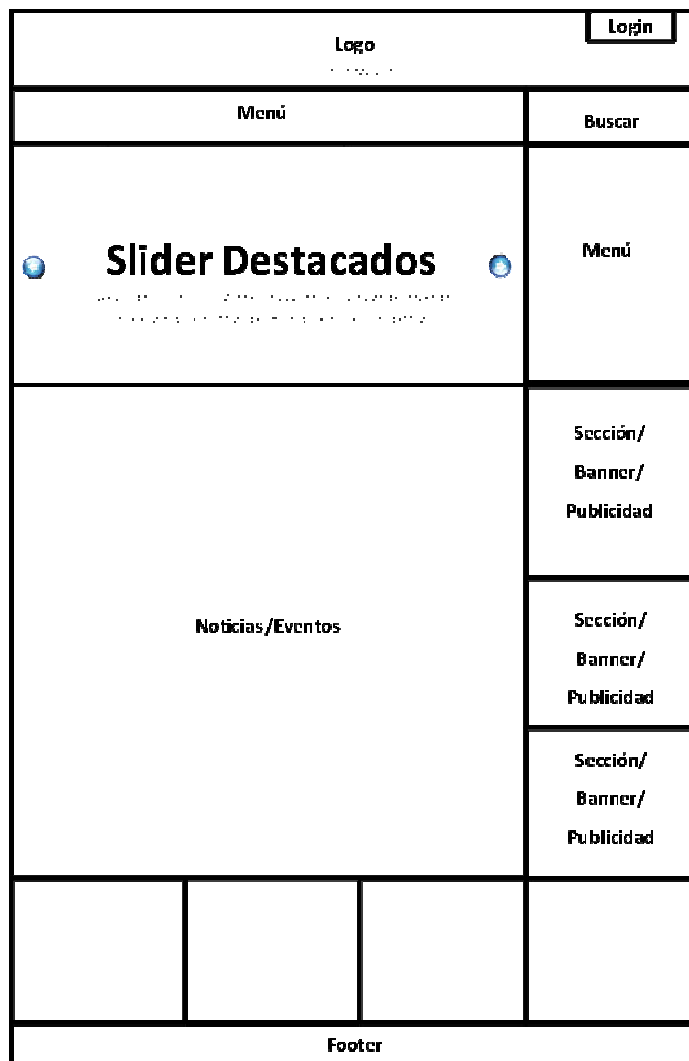 Login
Logo
Menú
Buscar
Slider Destacados
Menú
Sección/
Banner/
Publicidad
Noticias/Eventos
Sección/
Banner/
Publicidad
Sección/
Banner/
Publicidad
Footer